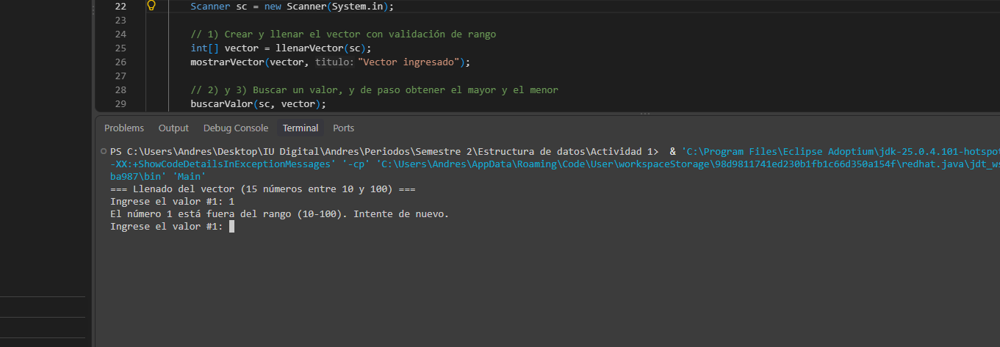 22 Scanner sc = new Scanner(System.in);
23
24 // 1) Crear y llenar el vector con validación de rango
25 int[] vector = llenarVector(sc);
26 mostrarVector(vector, titulo: "Vector ingresado");
27
28 // 2) y 3) Buscar un valor, y de paso obtener el mayor y el menor
29 buscarValor(sc, vector);
Problems Output Debug Console Terminal Ports
PS C:\Users\Andres\Desktop\IU Digital\Andres\Periodos\Semestre 2\Estructura de datos\Actividad 1> & 'C:\Program Files\Eclipse Adoptium\jdk-25.0.4.101-hotspot
-XX:+ShowCodeDetailsInExceptionMessages' '-cp' 'C:\Users\Andres\AppData\Roaming\Code\User\workspaceStorage\98d9811741ed230b1fb1c66d350a154f\redhat.java\jdt_ws
ba987\bin' 'Main'
=== Llenado del vector (15 números entre 10 y 100) ===
Ingrese el valor #1: 1
El número 1 está fuera del rango (10-100). Intente de nuevo.
Ingrese el valor #1: